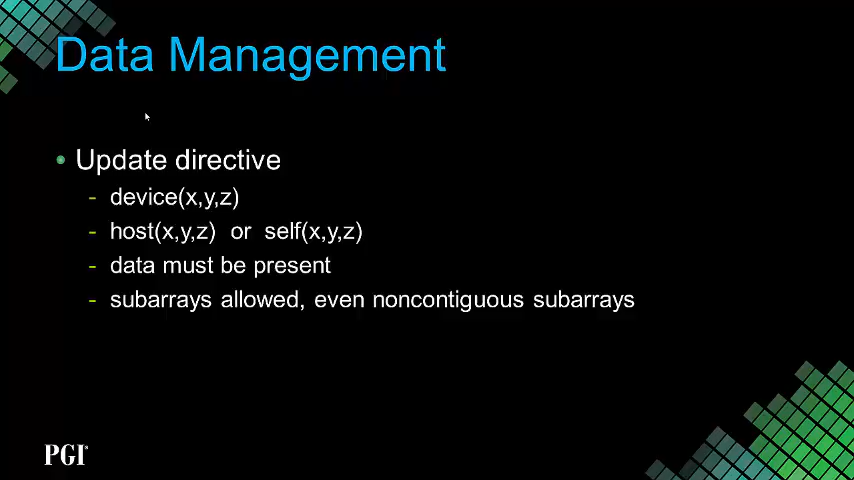 Data Management
• Update directive
- device(x,y,z)
- host(x,y,z) or self(x,y,z)
- data must be present
- subarrays allowed, even noncontiguous subarrays
PGI®